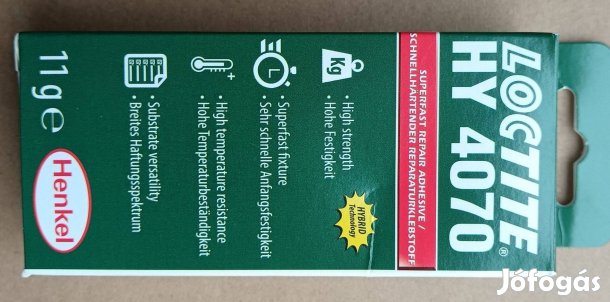 LOCTITE®
HY 4070
SUPERFAST REPAIR ADHESIVE /
SCHNELLHÄRTENDER REPARATURKLEBSTOFF
HYBRID
Technology
Kg
• High strength
• Hohe Festigkeit
L
• Superfast fixture
• Sehr schnelle Anfangsfestigkeit
+
• High temperature resistance
• Hohe Temperaturbeständigkeit
• Substrate versatility
• Breites Haftungsspektrum
11 g e
Henkel
Jófogás